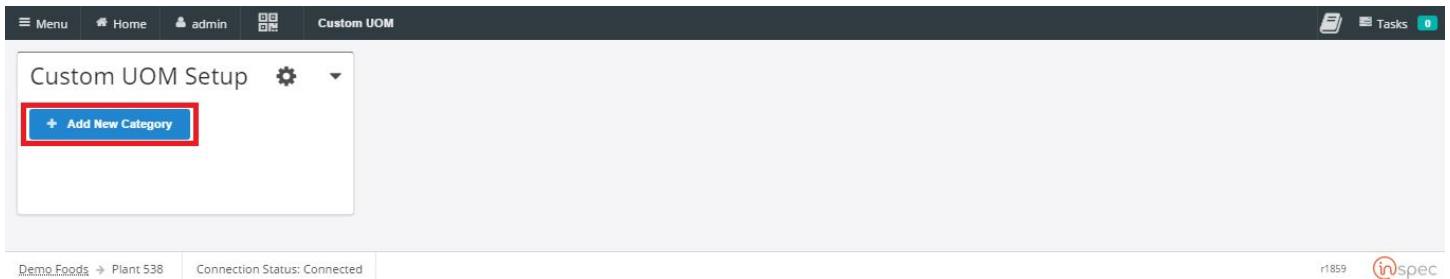 Menu Home admin Custom UOM Tasks 0
Custom UOM Setup
+ Add New Category
Demo Foods → Plant 538 Connection Status: Connected r1859 inspec